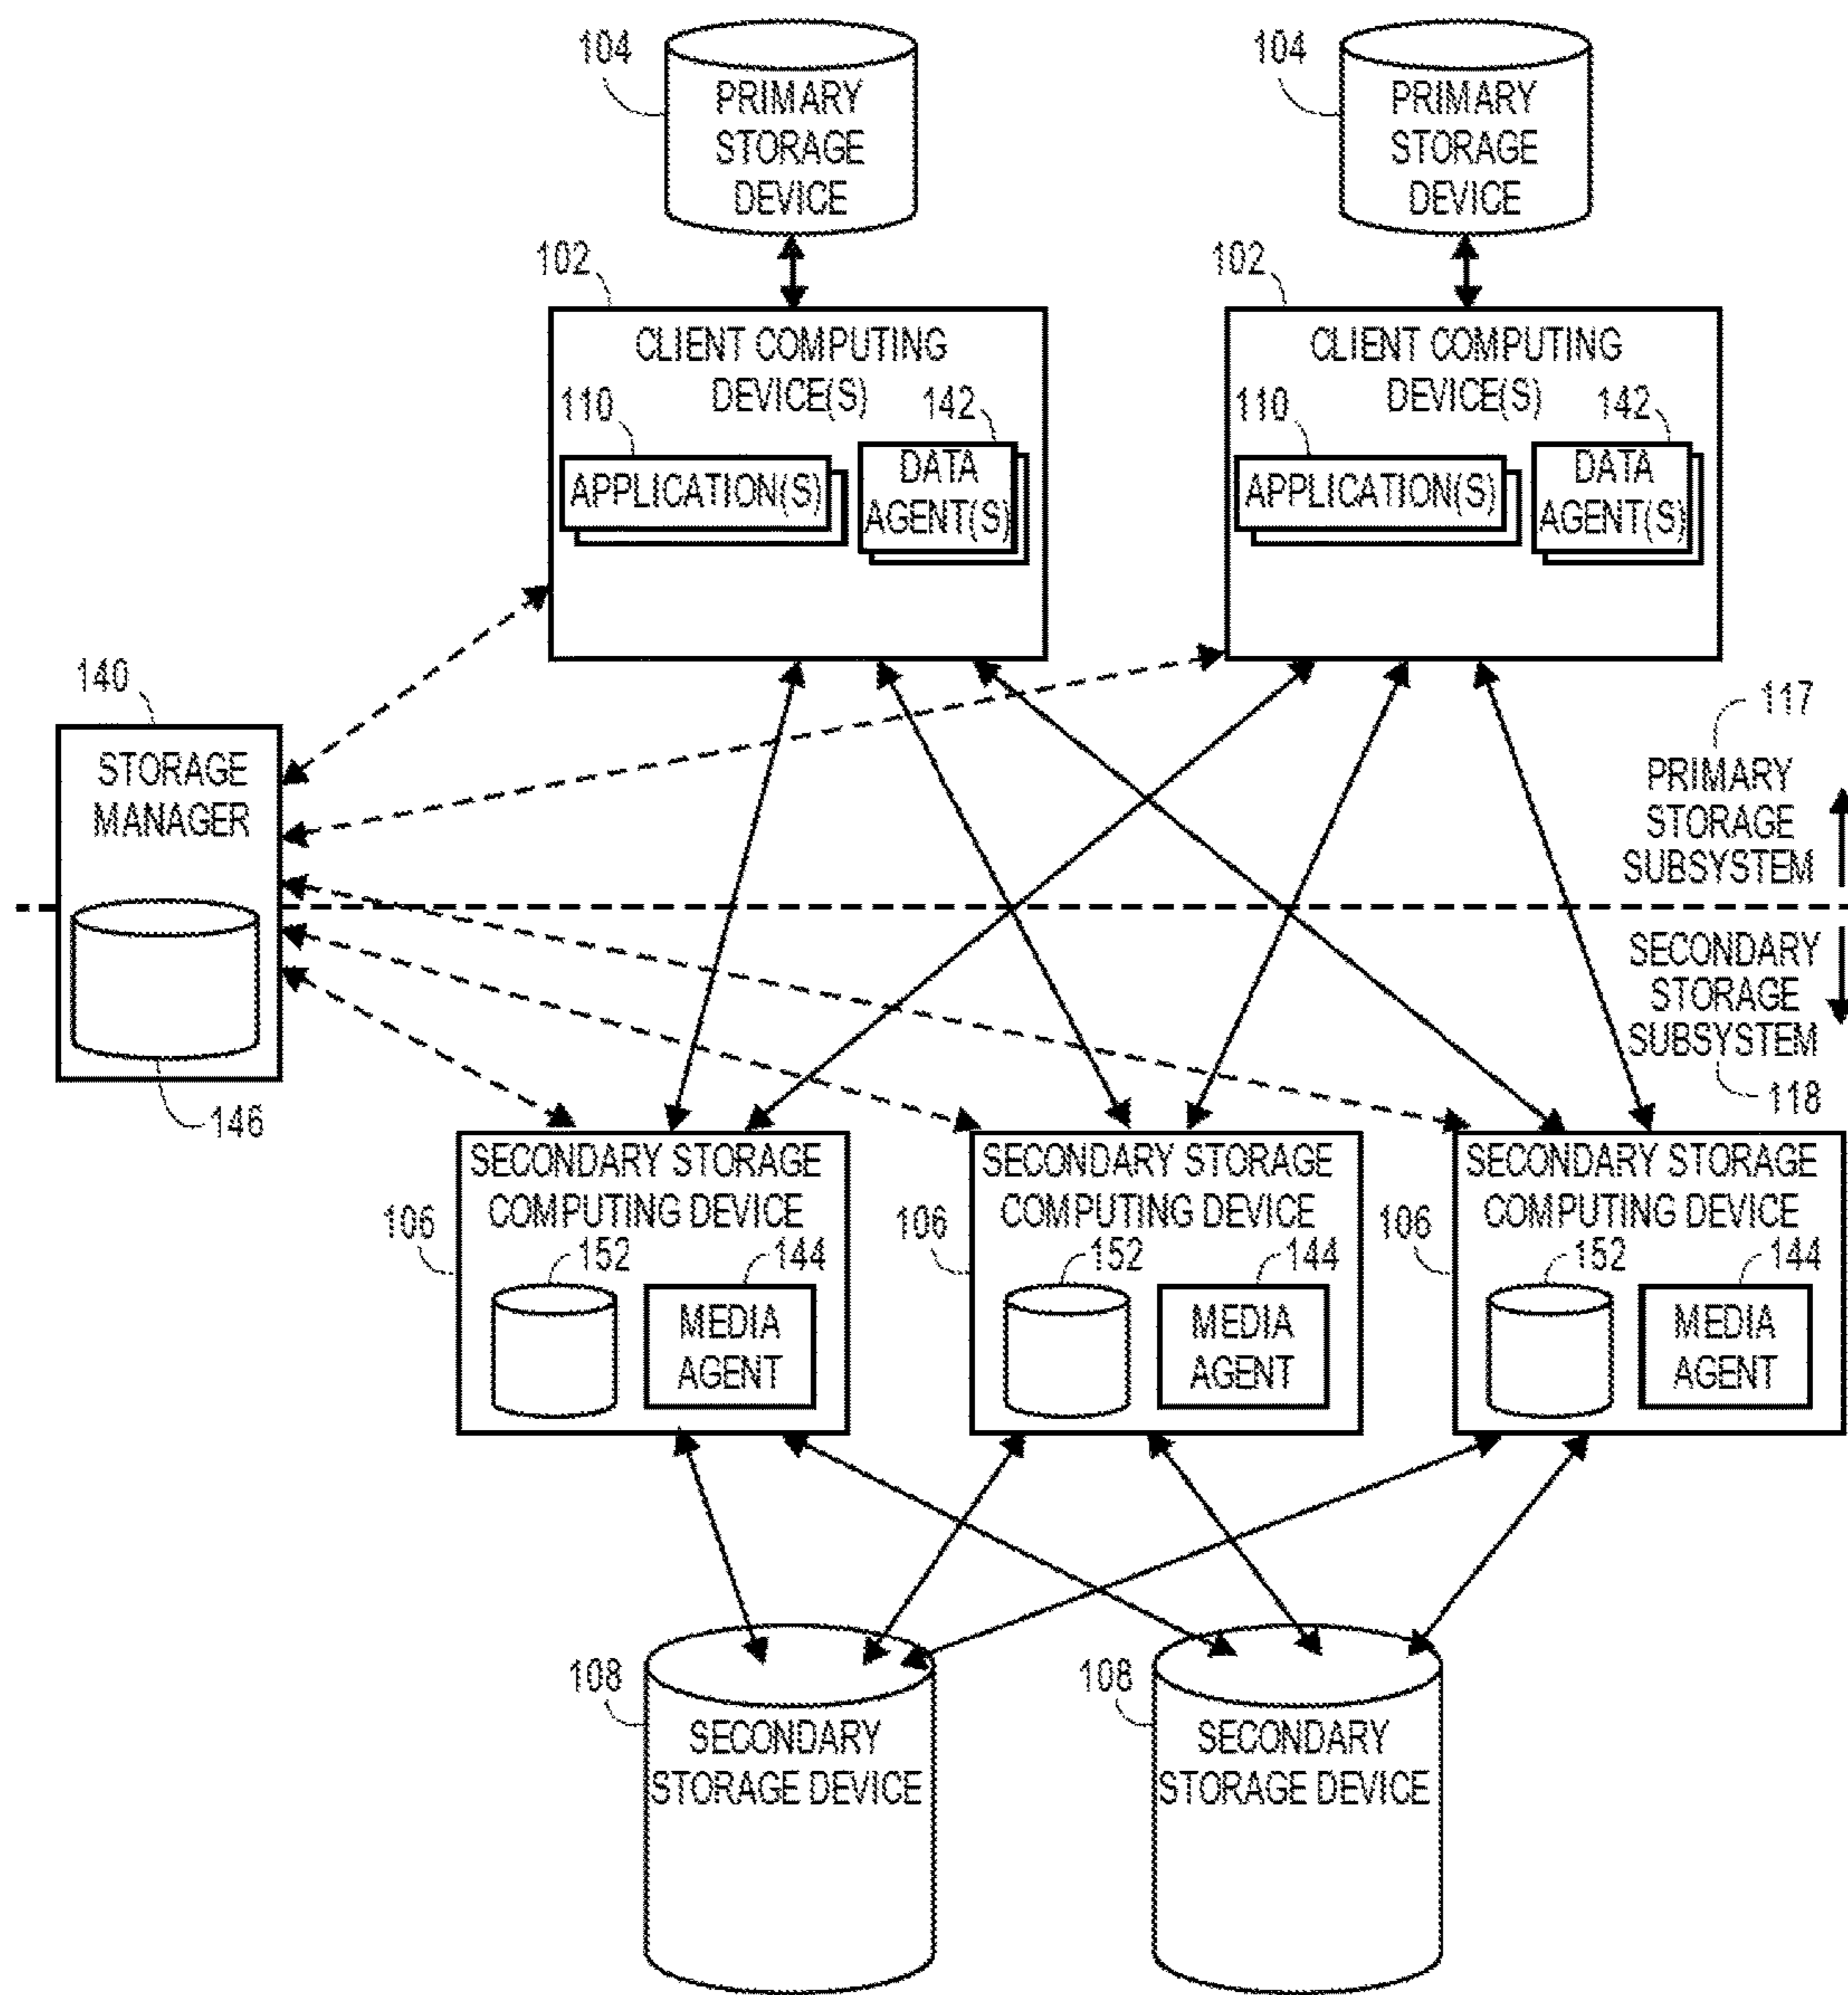 104
PRIMARY
STORAGE
DEVICE
104
PRIMARY
STORAGE
DEVICE
102
CLIENT COMPUTING
DEVICE(S)
110
142
APPLICATION(S)
DATA
AGENT(S)
102
CLIENT COMPUTING
DEVICE(S)
110
142
APPLICATION(S)
DATA
AGENT(S)
140
STORAGE
MANAGER
146
117
PRIMARY
STORAGE
SUBSYSTEM
SECONDARY
STORAGE
SUBSYSTEM
118
SECONDARY STORAGE
COMPUTING DEVICE
106
152
144
MEDIA
AGENT
SECONDARY STORAGE
COMPUTING DEVICE
106
152
144
MEDIA
AGENT
SECONDARY STORAGE
COMPUTING DEVICE
106
152
144
MEDIA
AGENT
108
SECONDARY
STORAGE DEVICE
108
SECONDARY
STORAGE DEVICE